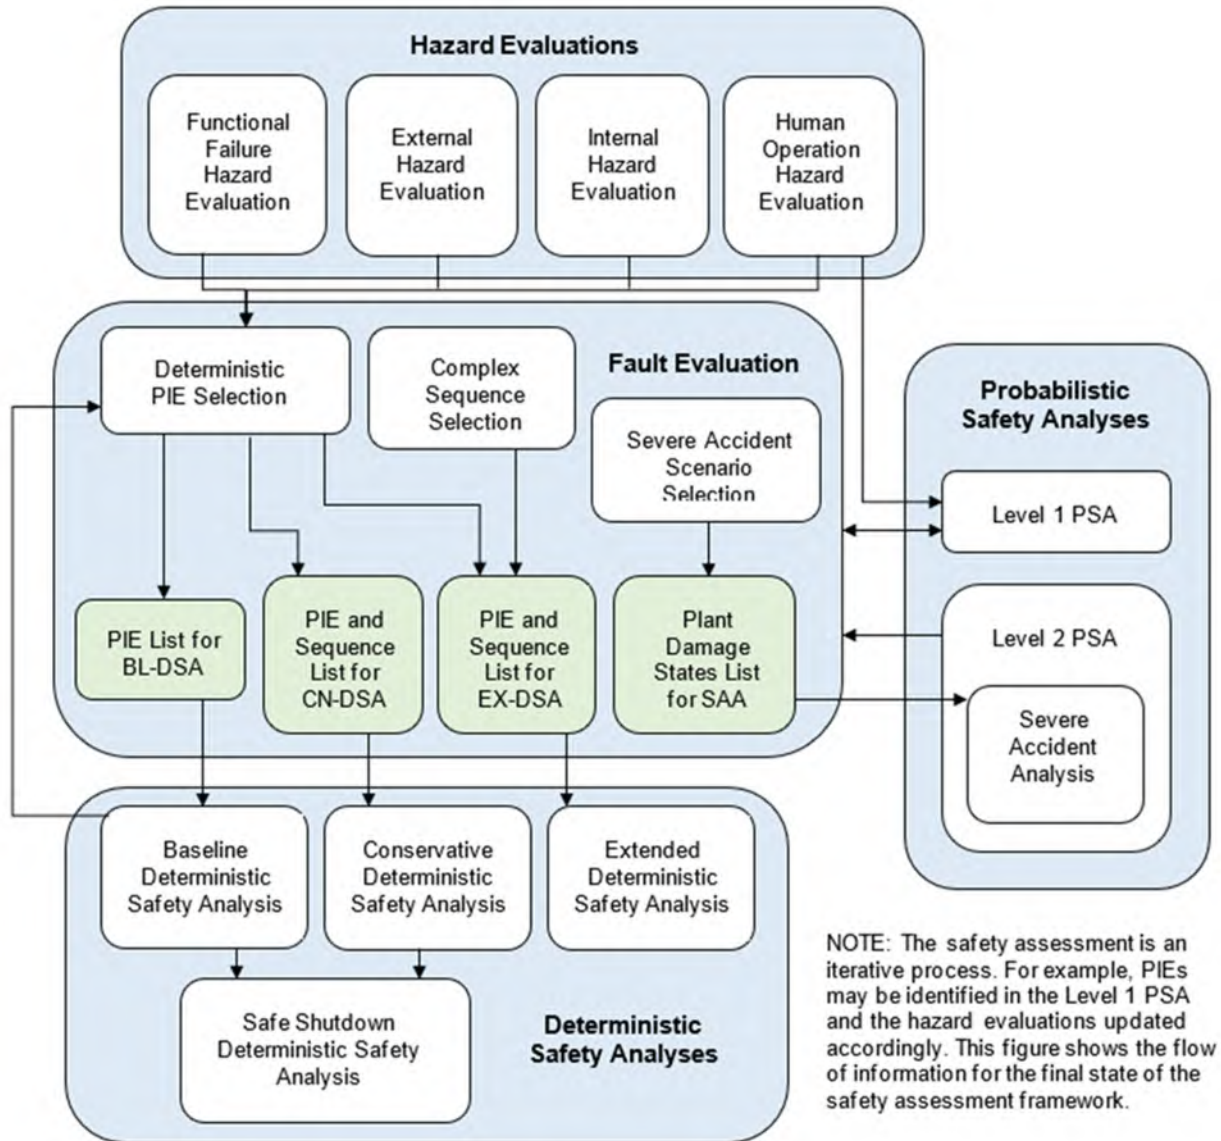 Hazard Evaluations
Functional
Failure
Hazard
Evaluation
External
Hazard
Evaluation
Internal
Hazard
Evaluation
Human
Operation
Hazard
Evaluation
Deterministic
PIE Selection
Complex
Sequence
Selection
Fault Evaluation
Severe Accident
Scenario
Selection
PIE List for
BL-DSA
PIE and
Sequence
List for
CN-DSA
PIE and
Sequence
List for
EX-DSA
Plant
Damage
States List
for SAA
Probabilistic
Safety Analyses
Level 1 PSA
Level 2 PSA
Severe
Accident
Analysis
Baseline
Deterministic
Safety Analysis
Conservative
Deterministic
Safety Analysis
Extended
Deterministic
Safety Analysis
Safe Shutdown
Deterministic Safety
Analysis
Deterministic
Safety Analyses
NOTE: The safety assessment is an
iterative process. For example, PIEs
may be identified in the Level 1 PSA
and the hazard evaluations updated
accordingly. This figure shows the flow
of information for the final state of the
safety assessment framework.